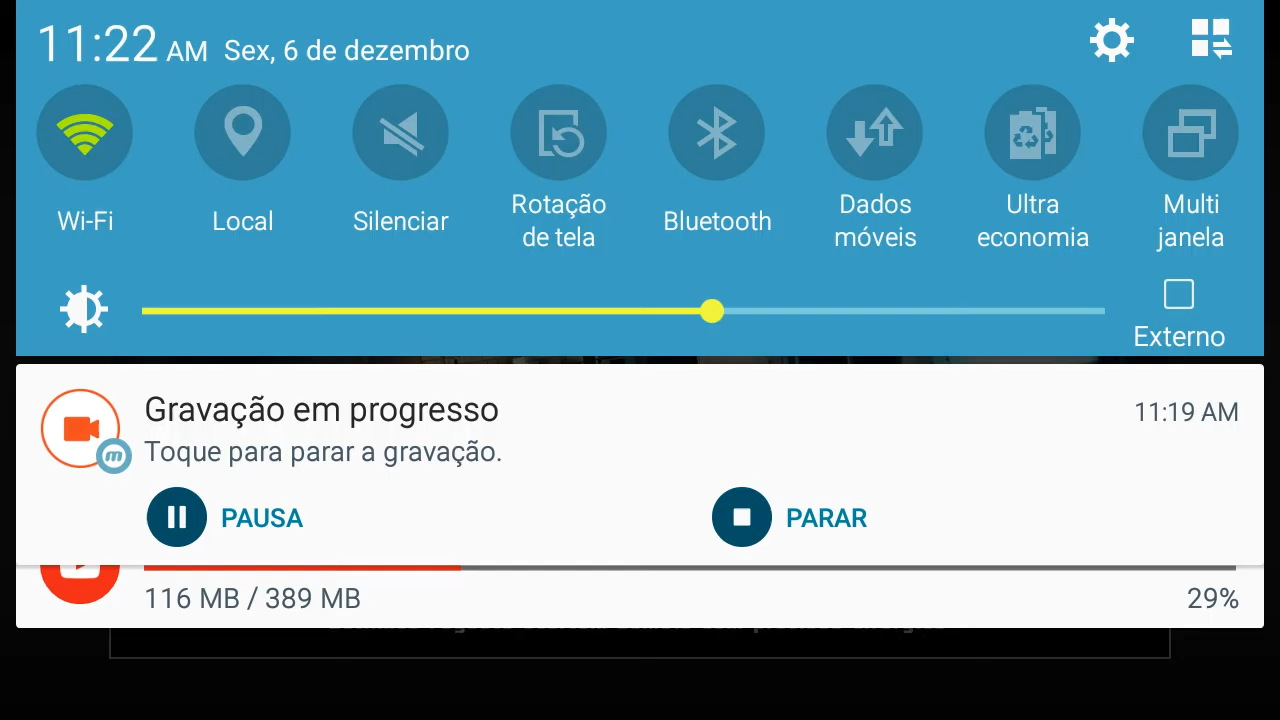 11:22 AM Sex, 6 de dezembro
Wi-Fi
Local
Silenciar
Rotação
de tela
Bluetooth
Dados
móveis
Ultra
economia
Multi
janela
Externo
Gravação em progresso 11:19 AM
Toque para parar a gravação.
PAUSA PARAR
116 MB / 389 MB 29%